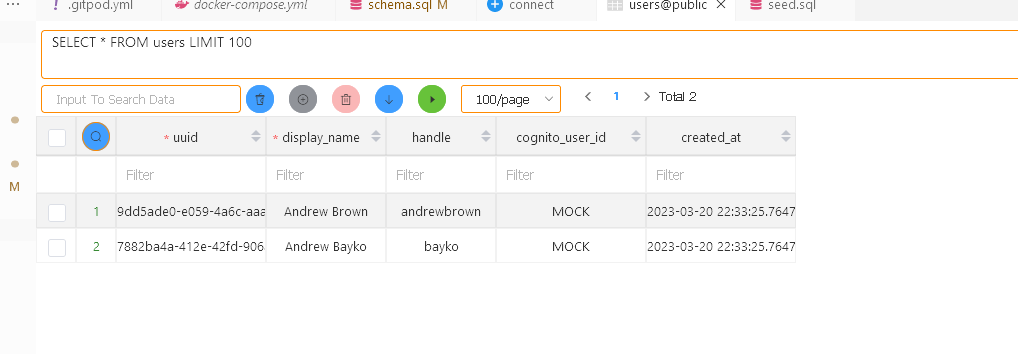 .gitpod.yml docker-compose.yml schema.sql M connect users@public seed.sql
SELECT * FROM users LIMIT 100
Input To Search Data 100/page 1 Total 2
* uuid * display_name handle cognito_user_id created_at
Filter Filter Filter Filter Filter
M
1 9dd5ade0-e059-4a6c-aaa Andrew Brown andrewbrown MOCK 2023-03-20 22:33:25.7647
2 7882ba4a-412e-42fd-906 Andrew Bayko bayko MOCK 2023-03-20 22:33:25.7647